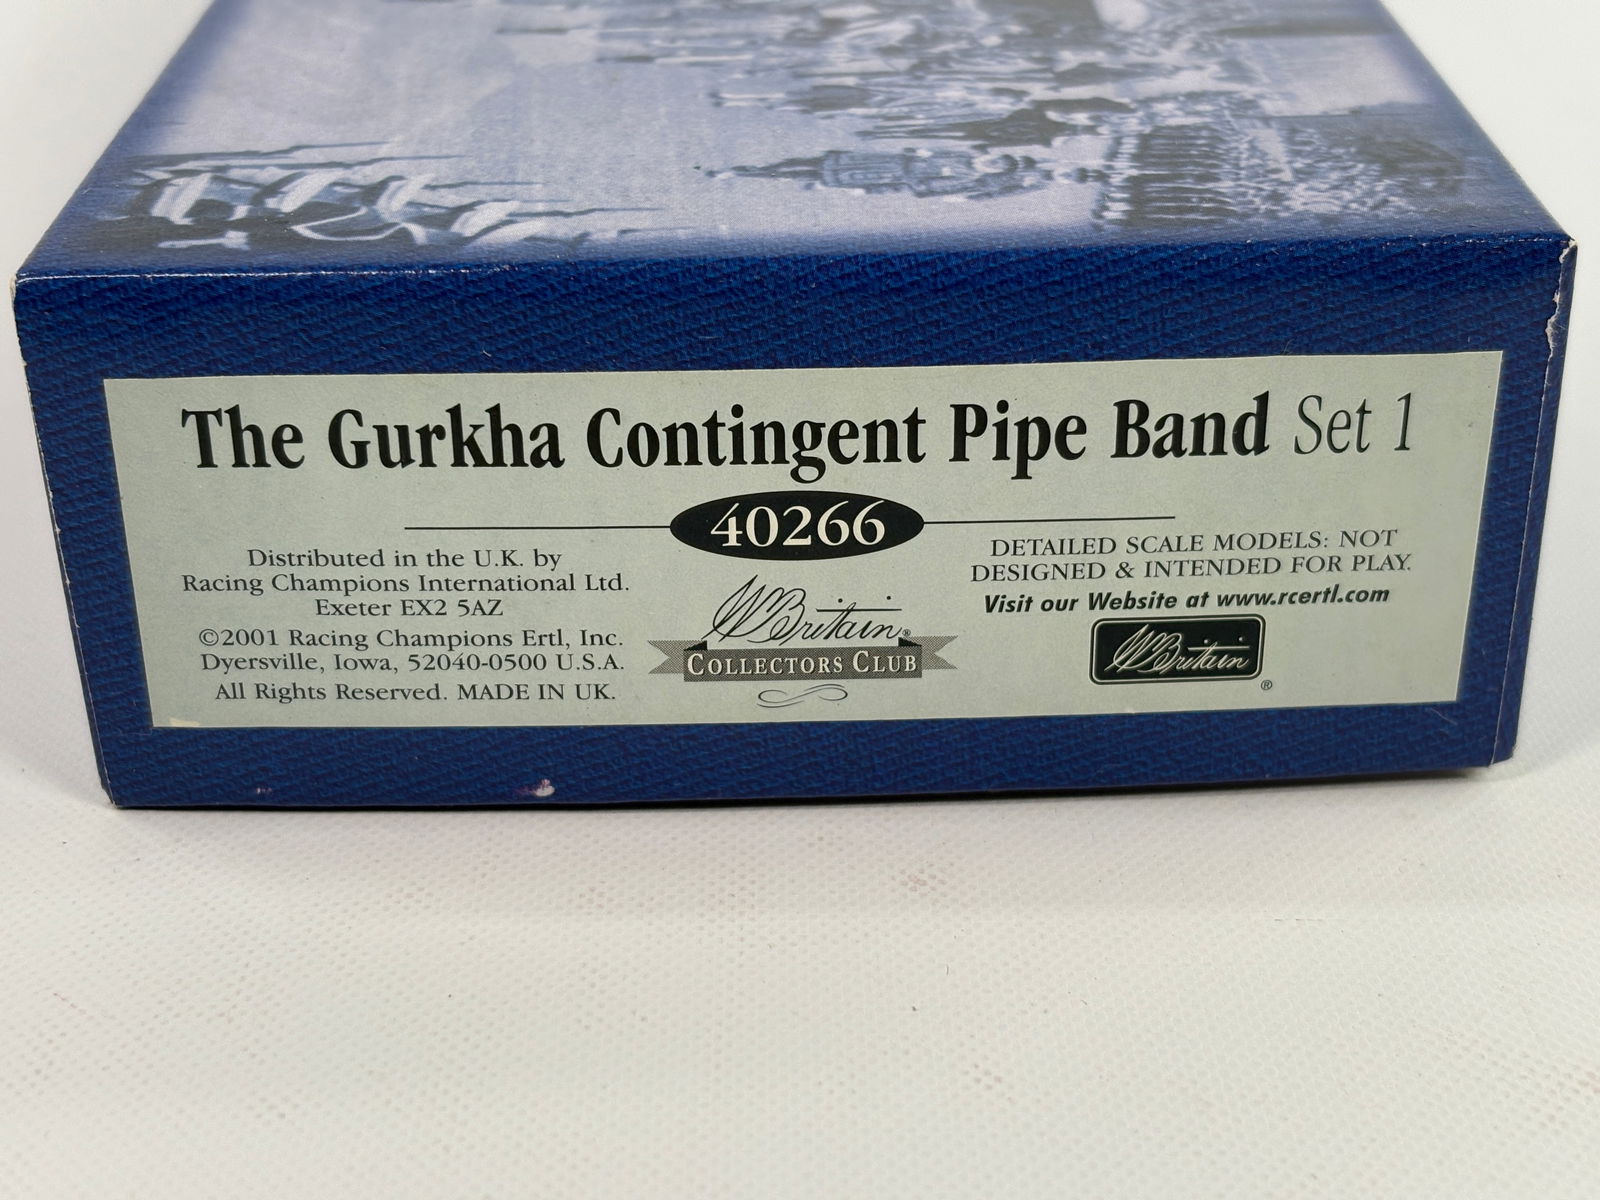 The Gurkha Contingent Pipe Band Set 1
40266
Distributed in the U.K. by
Racing Champions International Ltd.
Exeter EX2 5AZ
©2001 Racing Champions Ertl, Inc.
Dyersville, Iowa, 52040-0500 U.S.A.
All Rights Reserved. MADE IN UK.
W Britain®
COLLECTORS CLUB
DETAILED SCALE MODELS: NOT
DESIGNED & INTENDED FOR PLAY.
Visit our Website at www.rcertl.com
W Britain
®